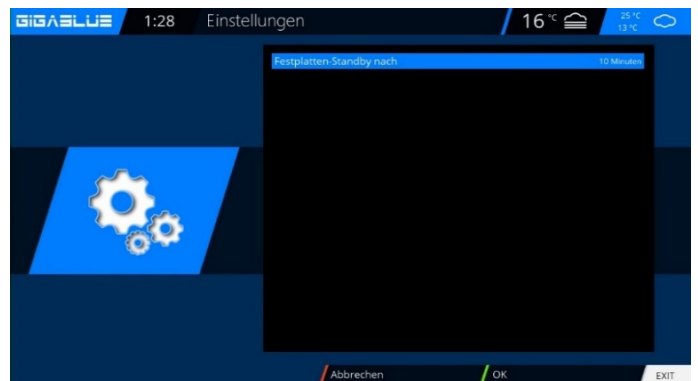 GIGABLUE 1:28 Einstellungen 16 °C 25 °C
13 °C
Festplatten-Standby nach 10 Minuten
Abbrechen OK EXIT